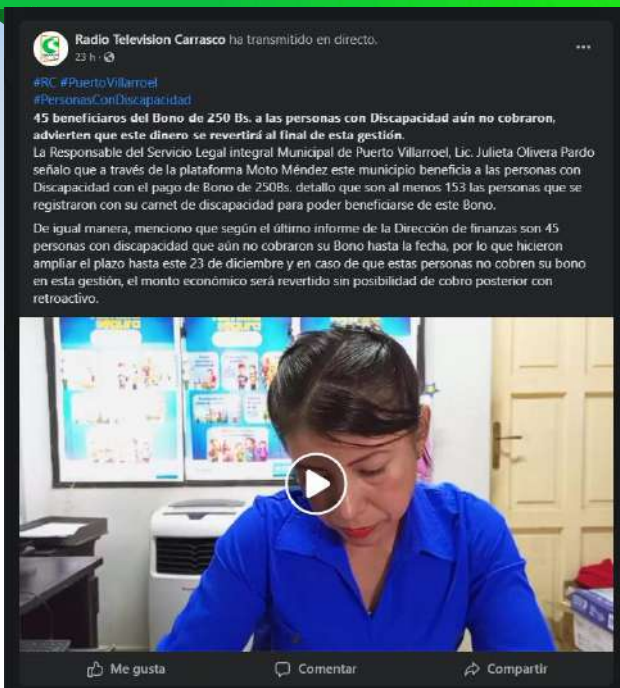 Radio Television Carrasco ha transmitido en directo.
23 h ·
#RC #PuertoVillarroel
#PersonasConDiscapacidad
45 beneficiaros del Bono de 250 Bs. a las personas con Discapacidad aún no cobraron,
advierten que este dinero se revertirá al final de esta gestión.
La Responsable del Servicio Legal integral Municipal de Puerto Villarroel, Lic. Julieta Olivera Pardo
señalo que a través de la plataforma Moto Méndez este municipio beneficia a las personas con
Discapacidad con el pago de Bono de 250Bs. detallo que son al menos 153 las personas que se
registraron con su carnet de discapacidad para poder beneficiarse de este Bono.
De igual manera, menciono que según el último informe de la Dirección de finanzas son 45
personas con discapacidad que aún no cobraron su Bono hasta la fecha, por lo que hicieron
ampliar el plazo hasta este 23 de diciembre y en caso de que estas personas no cobren su bono
en esta gestión, el monto económico será revertido sin posibilidad de cobro posterior con
retroactivo.
Me gusta
Comentar
Compartir